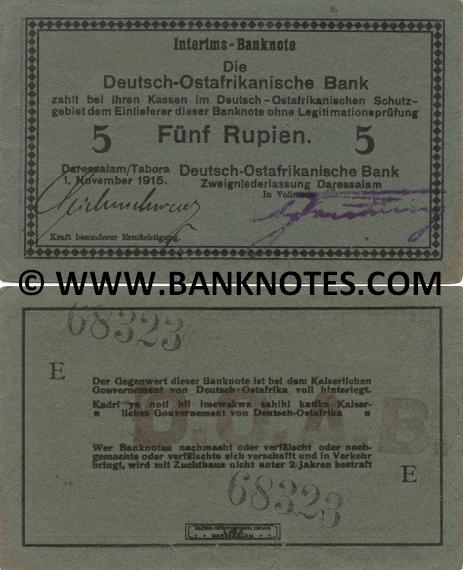 Interims-Banknote
Die
Deutsch-Ostafrikanische Bank
zahlt bei ihren Kassen im Deutsch-Ostafrikanischen Schutz-
gebiet dem Einlieferer dieser Banknote ohne Legitimationsprüfung
5 Fünf Rupien. 5
Daressalam/Tabora
1. November 1915.
Deutsch-Ostafrikanische Bank
Zweigniederlassung Daressalam
In Vollmacht
Kraft besonderer Ermächtigung.
© WWW.BANKNOTES.COM
68323
E
Der Gegenwert dieser Banknote ist bei dem Kaiserlichen
Gouvernement von Deutsch-Ostafrika voll hinterlegt.
Kadri ya noti hii imewakwa sahihi katika Kaiser-
liches Gouvernement von Deutsch-Ostafrika
D.O.A.B.
Wer Banknoten nachmacht oder verfälscht oder nach-
gemachte oder verfälschte sich verschafft und in Verkehr
bringt, wird mit Zuchthaus nicht unter 2 Jahren bestraft
E
68323